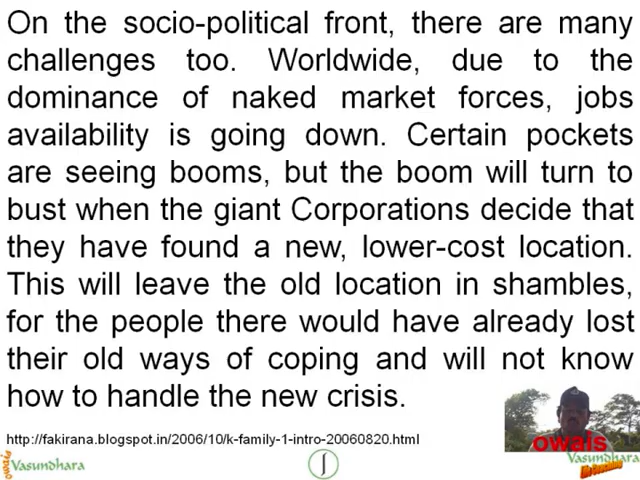 On the socio-political front, there are many
challenges too. Worldwide, due to the
dominance of naked market forces, jobs
availability is going down. Certain pockets
are seeing booms, but the boom will turn to
bust when the giant Corporations decide that
they have found a new, lower-cost location.
This will leave the old location in shambles,
for the people there would have already lost
their old ways of coping and will not know
how to handle the new crisis.
http://fakirana.blogspot.in/2006/10/k-family-1-intro-20060820.html
owais
owais Vasundhara
Vasundhara
Life Coaching